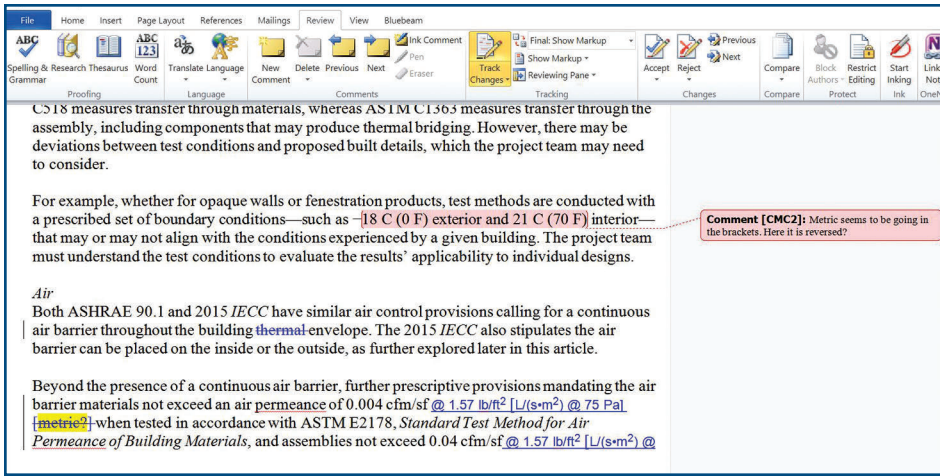 File Home Insert Page Layout References Mailings Review View Bluebeam
ABC ABC 123 Ink Comment Final: Show Markup Previous
Pen Show Markup Next
Spelling & Research Thesaurus Word Translate Language New Delete Previous Next Eraser Track Reviewing Pane Accept Reject Compare Block Restrict Start
Grammar Count Comment Changes Authors Editing Inking
Proofing Language Comments Tracking Changes Compare Protect Ink
C518 measures transfer through materials, whereas ASTM C1363 measures transfer through the
assembly, including components that may produce thermal bridging. However, there may be
deviations between test conditions and proposed built details, which the project team may need
to consider.
For example, whether for opaque walls or fenestration products, test methods are conducted with
a prescribed set of boundary conditions—such as −18 C (0 F) exterior and 21 C (70 F) interior—
that may or may not align with the conditions experienced by a given building. The project team
must understand the test conditions to evaluate the results’ applicability to individual designs.
Comment [CMC2]: Metric seems to be going in
the brackets. Here it is reversed?
Air
Both ASHRAE 90.1 and 2015 IECC have similar air control provisions calling for a continuous
air barrier throughout the building thermal envelope. The 2015 IECC also stipulates the air
barrier can be placed on the inside or the outside, as further explored later in this article.
Beyond the presence of a continuous air barrier, further prescriptive provisions mandating the air
barrier materials not exceed an air permeance of 0.004 cfm/sf @ 1.57 lb/ft² [L/(s•m²) @ 75 Pa]
[metric?] when tested in accordance with ASTM E2178, Standard Test Method for Air
Permeance of Building Materials, and assemblies not exceed 0.04 cfm/sf @ 1.57 lb/ft² [L/(s•m²) @